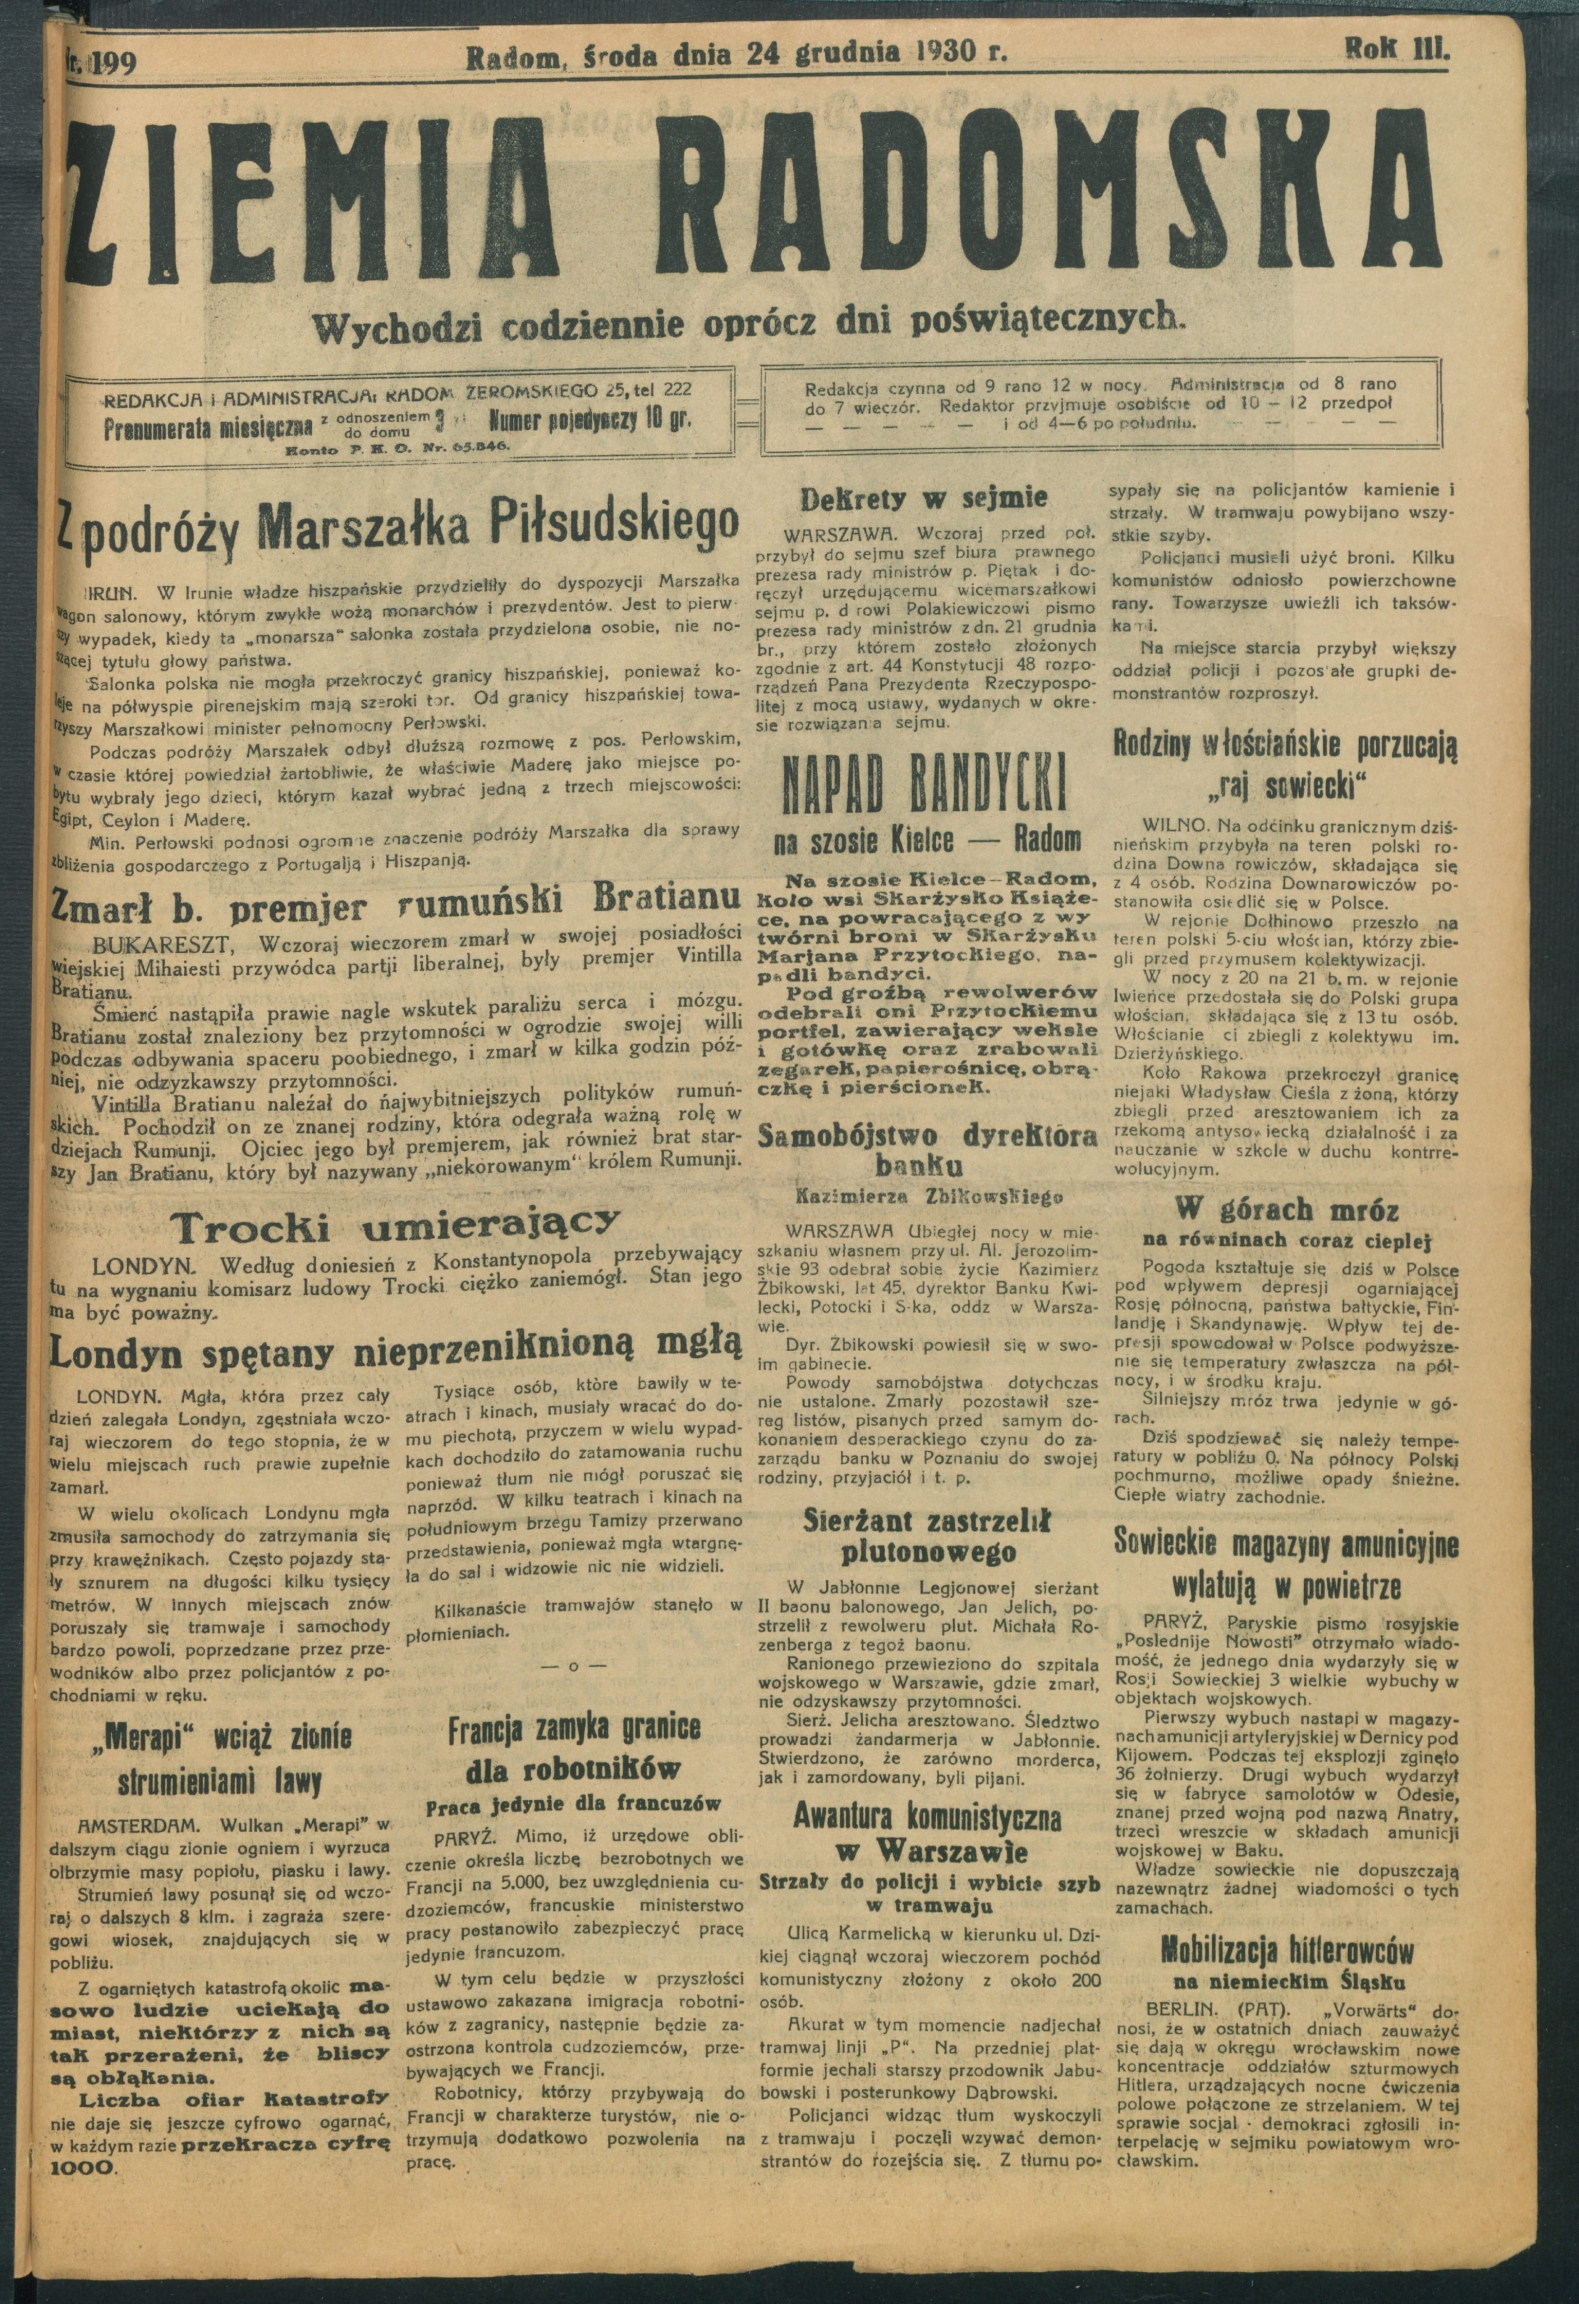 Nr. 199
Radom, środa dnia 24 grudnia 1930 r.
Rok III.
ZIEMIA RADOMSKA
Wychodzi codziennie oprócz dni poświątecznych.
REDAKCJA i ADMINISTRACJA: RADOM ŻEROMSKIEGO 25, tel 222
Prenumerata miesięczna z odnoszeniem do domu 3 Numer pojedynczy 10 gr.
Konto P. K. O. Nr. 65.846.
Redakcja czynna od 9 rano 12 w nocy. Administracja od 8 rano
do 7 wieczór. Redaktor przyjmuje osobiście od 10 — 12 przedpoł
— — — — — i od 4—6 po południu. — — — — —
Z podróży Marszałka Piłsudskiego
IRUN. W Irunie władze hiszpańskie przydzieliły do dyspozycji Marszałka
wagon salonowy, którym zwykle wożą monarchów i prezydentów. Jest to pierw-
szy wypadek, kiedy ta „monarsza" salonka została przydzielona osobie, nie no-
szącej tytułu głowy państwa.
Salonka polska nie mogła przekroczyć granicy hiszpańskiej, ponieważ ko-
leje na półwyspie pirenejskim mają szeroki tor. Od granicy hiszpańskiej towa-
rzyszy Marszałkowi minister pełnomocny Perłowski.
Podczas podróży Marszałek odbył dłuższą rozmowę z pos. Perłowskim,
w czasie której powiedział żartobliwie, że właściwie Maderę jako miejsce po-
bytu wybrały jego dzieci, którym kazał wybrać jedną z trzech miejscowości:
Egipt, Ceylon i Maderę.
Min. Perłowski podnosi ogromne znaczenie podróży Marszałka dla sprawy
zbliżenia gospodarczego z Portugalją i Hiszpanją.
Zmarł b. premjer rumuński Bratianu
BUKARESZT, Wczoraj wieczorem zmarł w swojej posiadłości
wiejskiej Mihaiesti przywódca partji liberalnej, były premjer Vintilla
Bratianu.
Śmierć nastąpiła prawie nagle wskutek paraliżu serca i mózgu.
Bratianu został znaleziony bez przytomności w ogrodzie swojej willi
podczas odbywania spaceru poobiednego, i zmarł w kilka godzin póź-
niej, nie odzyzkawszy przytomności.
Vintilla Bratianu należał do najwybitniejszych polityków rumuń-
skich. Pochodził on ze znanej rodziny, która odegrała ważną rolę w
dziejach Rumunji. Ojciec jego był premjerem, jak również brat star-
szy Jan Bratianu, który był nazywany „niekorowanym" królem Rumunji.
Trocki umierający
LONDYN. Według doniesień z Konstantynopola przebywający
tu na wygnaniu komisarz ludowy Trocki ciężko zaniemógł. Stan jego
ma być poważny.
Londyn spętany nieprzeniknioną mgłą
LONDYN. Mgła, która przez cały
dzień zalegała Londyn, zgęstniała wczo-
raj wieczorem do tego stopnia, że w
wielu miejscach ruch prawie zupełnie
zamarł.
W wielu okolicach Londynu mgła
zmusiła samochody do zatrzymania się
przy krawężnikach. Często pojazdy stą-
ły sznurem na długości kilku tysięcy
metrów. W innych miejscach znów
poruszały się tramwaje i samochody
bardzo powoli, poprzedzane przez prze-
wodników albo przez policjantów z po-
chodniami w ręku.
Tysiące osób, które bawiły w te-
atrach i kinach, musiały wracać do do-
mu piechotą, przyczem w wielu wypad-
kach dochodziło do zatamowania ruchu
ponieważ tłum nie mógł poruszać się
naprzód. W kilku teatrach i kinach na
południowym brzegu Tamizy przerwano
przedstawienia, ponieważ mgła wtargnę-
ła do sal i widzowie nic nie widzieli.
Kilkanaście tramwajów stanęło w
płomieniach.
— o —
„Merapi" wciąż zionie
strumieniami lawy
AMSTERDAM. Wulkan „Merapi" w
dalszym ciągu zionie ogniem i wyrzuca
olbrzymie masy popiołu, piasku i lawy.
Strumień lawy posunął się od wczo-
raj o dalszych 8 klm. i zagraża szere-
gowi wiosek, znajdujących się w
pobliżu.
Z ogarniętych katastrofą okolic ma-
sowo ludzie uciekają do
miast, niektórzy z nich są
tak przerażeni, że bliscy
są obłąkania.
Liczba ofiar katastrofy
nie daje się jeszcze cyfrowo ogarnąć,
w każdym razie przekracza cyfrę
1000.
Francja zamyka granice
dla robotników
Praca jedynie dla francuzów
PARYŻ. Mimo, iż urzędowe obli-
czenie określa liczbę bezrobotnych we
Francji na 5.000, bez uwzględnienia cu-
dzoziemców, francuskie ministerstwo
pracy postanowiło zabezpieczyć pracę
jedynie francuzom.
W tym celu będzie w przyszłości
ustawowo zakazana imigracja robotni-
ków z zagranicy, następnie będzie za-
ostrzona kontrola cudzoziemców, prze-
bywających we Francji.
Robotnicy, którzy przybywają do
Francji w charakterze turystów, nie o-
trzymują dodatkowo pozwolenia na
pracę.
Dekrety w sejmie
WARSZAWA. Wczoraj przed poł.
przybył do sejmu szef biura prawnego
prezesa rady ministrów p. Piętak i do-
ręczył urzędującemu wicemarszałkowi
sejmu p. d rowi Polakiewiczowi pismo
prezesa rady ministrów z dn. 21 grudnia
br., przy którem zostało złożonych
zgodnie z art. 44 Konstytucji 48 rozpo-
rządzeń Pana Prezydenta Rzeczypospo-
litej z mocą ustawy, wydanych w okre-
sie rozwiązania sejmu.
NAPAD BANDYCKI
na szosie Kielce — Radom
Na szosie Kielce—Radom,
koło wsi Skarżysko Książe-
ce, na powracającego z wy
twórni broni w Skarżysku
Marjana Przytockiego, na-
padli bandyci.
Pod groźbą rewolwerów
odebrali oni Przytockiemu
portfel, zawierający weksle
i gotówkę oraz zrabowali
zegarek, papierośnicę, obrą-
czkę i pierścionek.
Samobójstwo dyrektora
banku
Kazimierza Zbikowskiego
WARSZAWA Ubiegłej nocy w mie-
szkaniu własnem przy ul. Al. Jerozolim-
skie 93 odebrał sobie życie Kazimierz
Żbikowski, lat 45, dyrektor Banku Kwi-
lecki, Potocki i S-ka, oddz w Warsza-
wie.
Dyr. Żbikowski powiesił się w swo-
im gabinecie.
Powody samobójstwa dotychczas
nie ustalone. Zmarły pozostawił sze-
reg listów, pisanych przed samym do-
konaniem desperackiego czynu do za-
zarządu banku w Poznaniu do swojej
rodziny, przyjaciół i t. p.
Sierżant zastrzelił
plutonowego
W Jabłonnie Legjonowej sierżant
II baonu balonowego, Jan Jelich, po-
strzelił z rewolweru plut. Michała Ro-
zenberga z tegoż baonu.
Ranionego przewieziono do szpitala
wojskowego w Warszawie, gdzie zmarł,
nie odzyskawszy przytomności.
Sierż. Jelicha aresztowano. Śledztwo
prowadzi żandarmerja w Jabłonnie.
Stwierdzono, że zarówno morderca,
jak i zamordowany, byli pijani.
Awantura komunistyczna
w Warszawie
Strzały do policji i wybicie szyb
w tramwaju
Ulicą Karmelicką w kierunku ul. Dzi-
kiej ciągnął wczoraj wieczorem pochód
komunistyczny złożony z około 200
osób.
Akurat w tym momencie nadjechał
tramwaj linji „P". Na przedniej plat-
formie jechali starszy przodownik Jabu-
bowski i posterunkowy Dąbrowski.
Policjanci widząc tłum wyskoczyli
z tramwaju i poczęli wzywać demon-
strantów do rozejścia się. Z tłumu po-
sypały się na policjantów kamienie i
strzały. W tramwaju powybijano wszy-
stkie szyby.
Policjanci musieli użyć broni. Kilku
komunistów odniosło powierzchowne
rany. Towarzysze uwieźli ich taksów-
kami.
Na miejsce starcia przybył większy
oddział policji i pozostałe grupki de-
monstrantów rozproszył.
Rodziny włościańskie porzucają
„raj sowiecki"
WILNO. Na odcinku granicznym dziś-
nieńskim przybyła na teren polski ro-
dzina Downa rowiczów, składająca się
z 4 osób. Rodzina Downarowiczów po-
stanowiła osiedlić się w Polsce.
W rejonie Dołhinowo przeszło na
teren polski 5-ciu włościan, którzy zbie-
gli przed przymusem kolektywizacji.
W nocy z 20 na 21 b. m. w rejonie
Iwieńce przedostała się do Polski grupa
włościan, składająca się z 13 tu osób.
Włościanie ci zbiegli z kolektywu im.
Dzierżyńskiego.
Koło Rakowa przekroczył granicę
niejaki Władysław Cieśla z żoną, którzy
zbiegli przed aresztowaniem ich za
rzekomą antysowiecką działalność i za
nauczanie w szkole w duchu kontrre-
wolucyjnym.
W górach mróz
na równinach coraz cieplej
Pogoda kształtuje się dziś w Polsce
pod wpływem depresji ogarniającej
Rosję północną, państwa bałtyckie, Fin-
landję i Skandynawję. Wpływ tej de-
presji spowodował w Polsce podwyższe-
nie się temperatury zwłaszcza na pół-
nocy, i w środku kraju.
Silniejszy mróz trwa jedynie w gó-
rach.
Dziś spodziewać się należy tempe-
ratury w pobliżu 0. Na północy Polski
pochmurno, możliwe opady śnieżne.
Ciepłe wiatry zachodnie.
Sowieckie magazyny amunicyjne
wylatują w powietrze
PARYŻ, Paryskie pismo rosyjskie
„Poslednije Nowosti" otrzymało wiado-
mość, że jednego dnia wydarzyły się w
Rosji Sowieckiej 3 wielkie wybuchy w
objektach wojskowych.
Pierwszy wybuch nastąpi w magazy-
nach amunicji artyleryjskiej w Dernicy pod
Kijowem. Podczas tej eksplozji zginęło
36 żołnierzy. Drugi wybuch wydarzył
się w fabryce samolotów w Odesie,
znanej przed wojną pod nazwą Anatry,
trzeci wreszcie w składach amunicji
wojskowej w Baku.
Władze sowieckie nie dopuszczają
nazewnątrz żadnej wiadomości o tych
zamachach.
Mobilizacja hitlerowców
na niemieckim Śląsku
BERLIN. (PAT). „Vorwärts" do-
nosi, że w ostatnich dniach zauważyć
się dają w okręgu wrocławskim nowe
koncentracje oddziałów szturmowych
Hitlera, urządzających nocne ćwiczenia
polowe połączone ze strzelaniem. W tej
sprawie socjal - demokraci zgłosili in-
terpelację w sejmiku powiatowym wro-
cławskim.